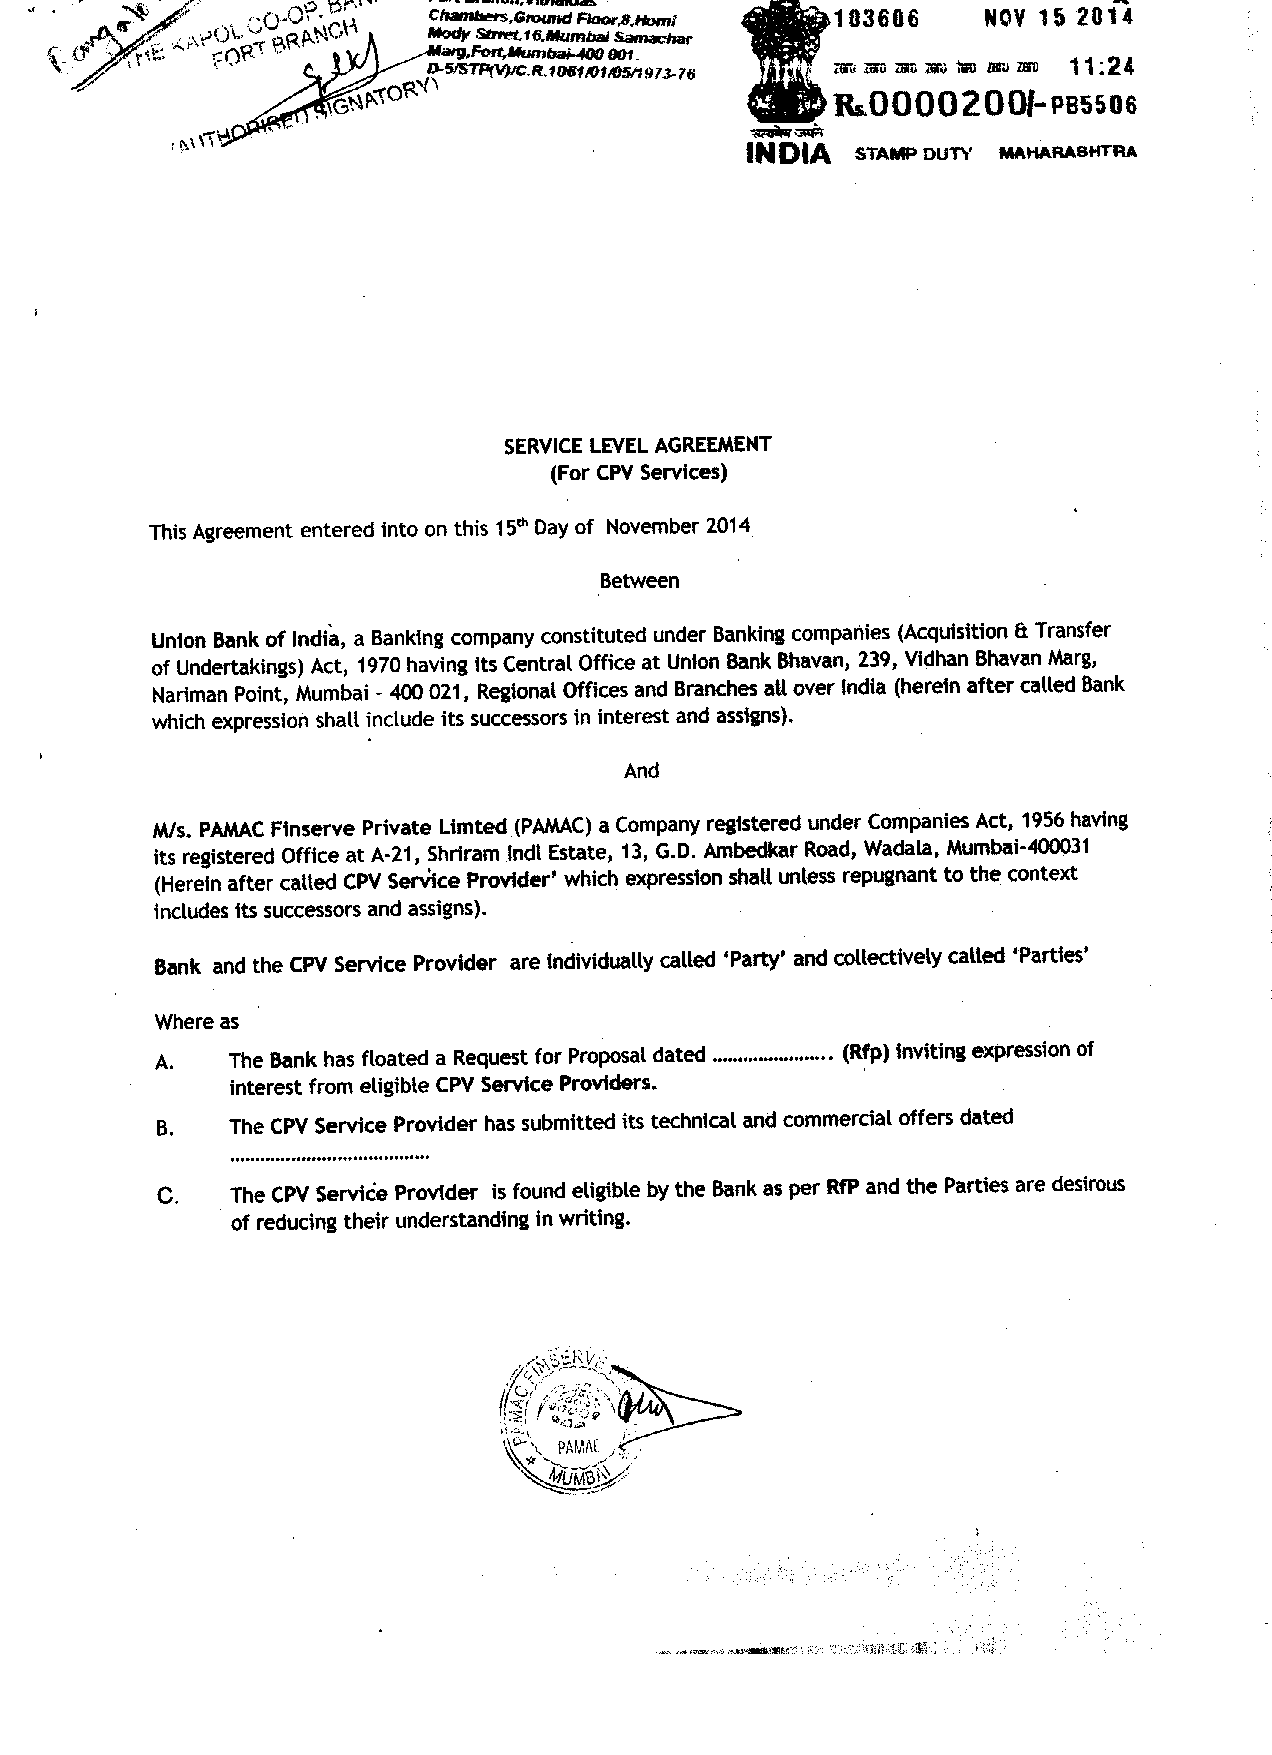 THE KAPOL CO-OP. BAN
FORT BRANCH
(AUTHORISED SIGNATORY)
Chambers,Ground Floor,8,Homi
Mody Street,16,Mumbai Samachar
Marg,Fort,Mumbai-400 001.
D-5/STP(V)/C.R.1061/01/05/1973-76
103606 NOV 15 2014
11:24
Rs.0000200/-PB5506
INDIA STAMP DUTY MAHARASHTRA
SERVICE LEVEL AGREEMENT
(For CPV Services)
This Agreement entered into on this 15th Day of November 2014
Between
Union Bank of India, a Banking company constituted under Banking companies (Acquisition & Transfer
of Undertakings) Act, 1970 having its Central Office at Union Bank Bhavan, 239, Vidhan Bhavan Marg,
Nariman Point, Mumbai - 400 021, Regional Offices and Branches all over India (herein after called Bank
which expression shall include its successors in interest and assigns).
And
M/s. PAMAC Finserve Private Limted (PAMAC) a Company registered under Companies Act, 1956 having
its registered Office at A-21, Shriram Indl Estate, 13, G.D. Ambedkar Road, Wadala, Mumbai-400031
(Herein after called CPV Service Provider' which expression shall unless repugnant to the context
includes its successors and assigns).
Bank and the CPV Service Provider are individually called ‘Party’ and collectively called ‘Parties’
Where as
A. The Bank has floated a Request for Proposal dated ........................ (Rfp) inviting expression of
interest from eligible CPV Service Providers.
B. The CPV Service Provider has submitted its technical and commercial offers dated
........................................
C. The CPV Service Provider is found eligible by the Bank as per RfP and the Parties are desirous
of reducing their understanding in writing.
PAMAC FINSERVE
PAMAC
MUMBAI